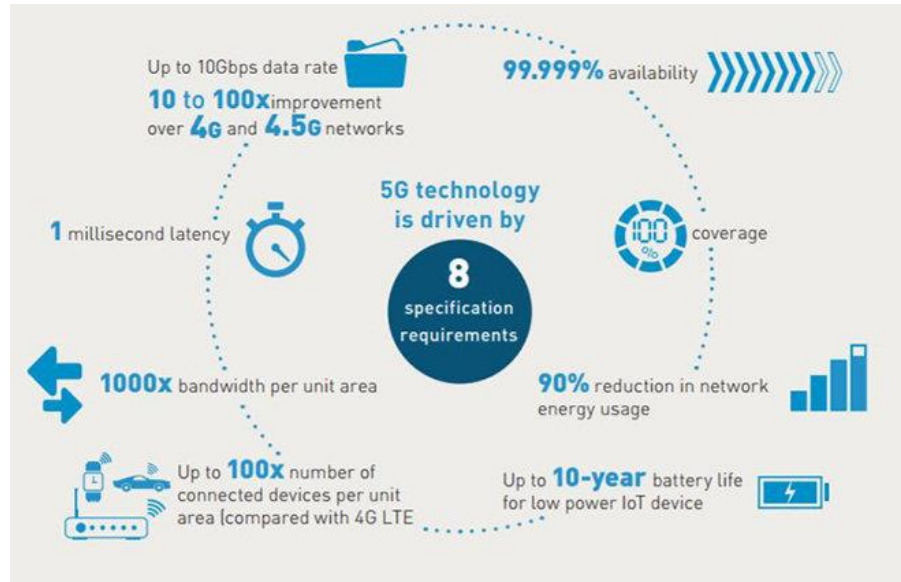 Up to 10Gbps data rate
10 to 100x improvement
over 4G and 4.5G networks
99.999% availability
5G technology
is driven by
8
specification
requirements
1 millisecond latency
100
%
coverage
1000x bandwidth per unit area
90% reduction in network
energy usage
Up to 100x number of
connected devices per unit
area (compared with 4G LTE
Up to 10-year battery life
for low power IoT device